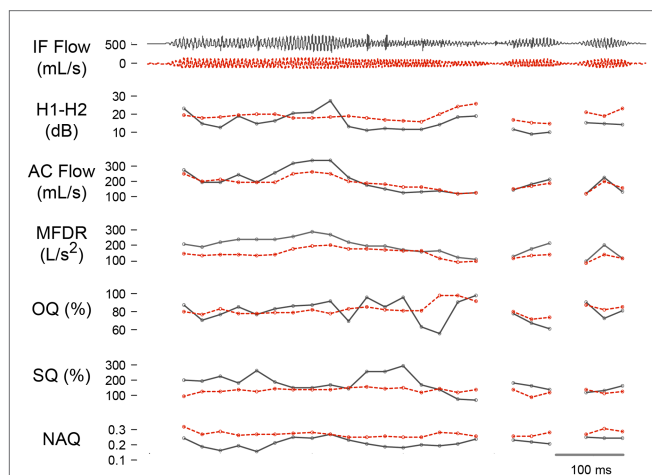 IF Flow
(mL/s)
500
0
H1-H2
(dB)
30
20
10
AC Flow
(mL/s)
300
200
100
MFDR
(L/s²)
300
200
100
OQ (%)
100
80
60
SQ (%)
300
200
100
NAQ
0.3
0.2
0.1
100 ms